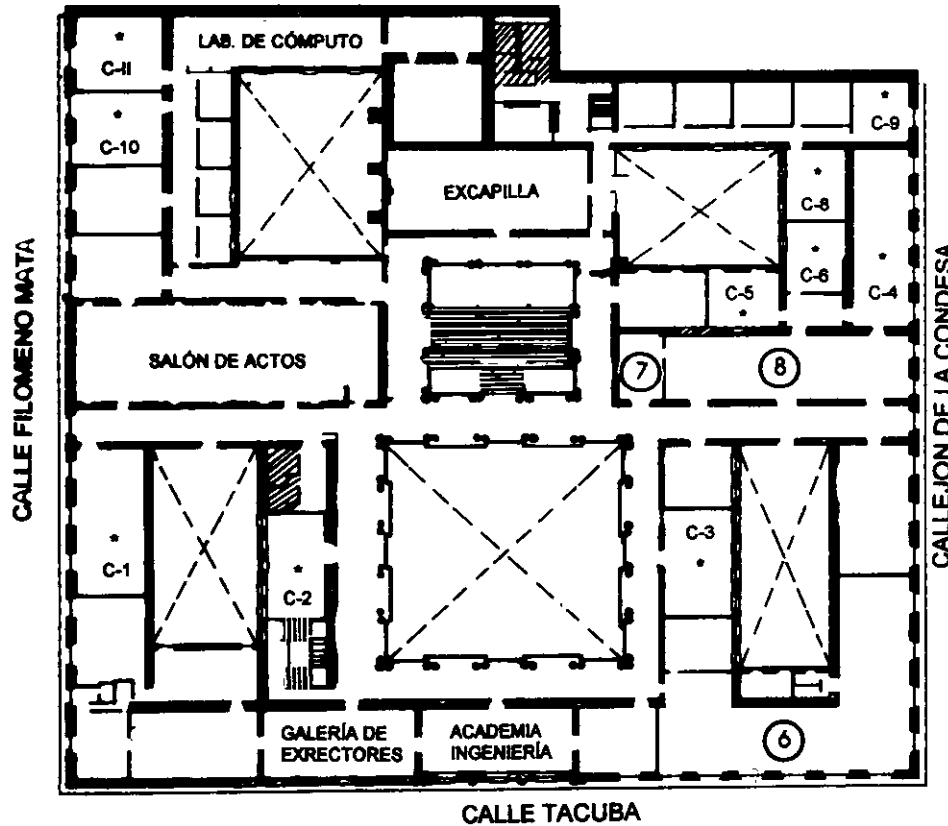 LAB. DE CÓMPUTO
* C-II
* C-10
* C-9
EXCAPILLA
* C-8
* C-6
C-5 *
* C-4
SALÓN DE ACTOS
7
8
CALLE FILOMENO MATA
CALLEJON DE LA CONDESA
* C-1
* C-2
C-3 *
GALERÍA DE
EXRECTORES
ACADEMIA
INGENIERÍA
6
CALLE TACUBA